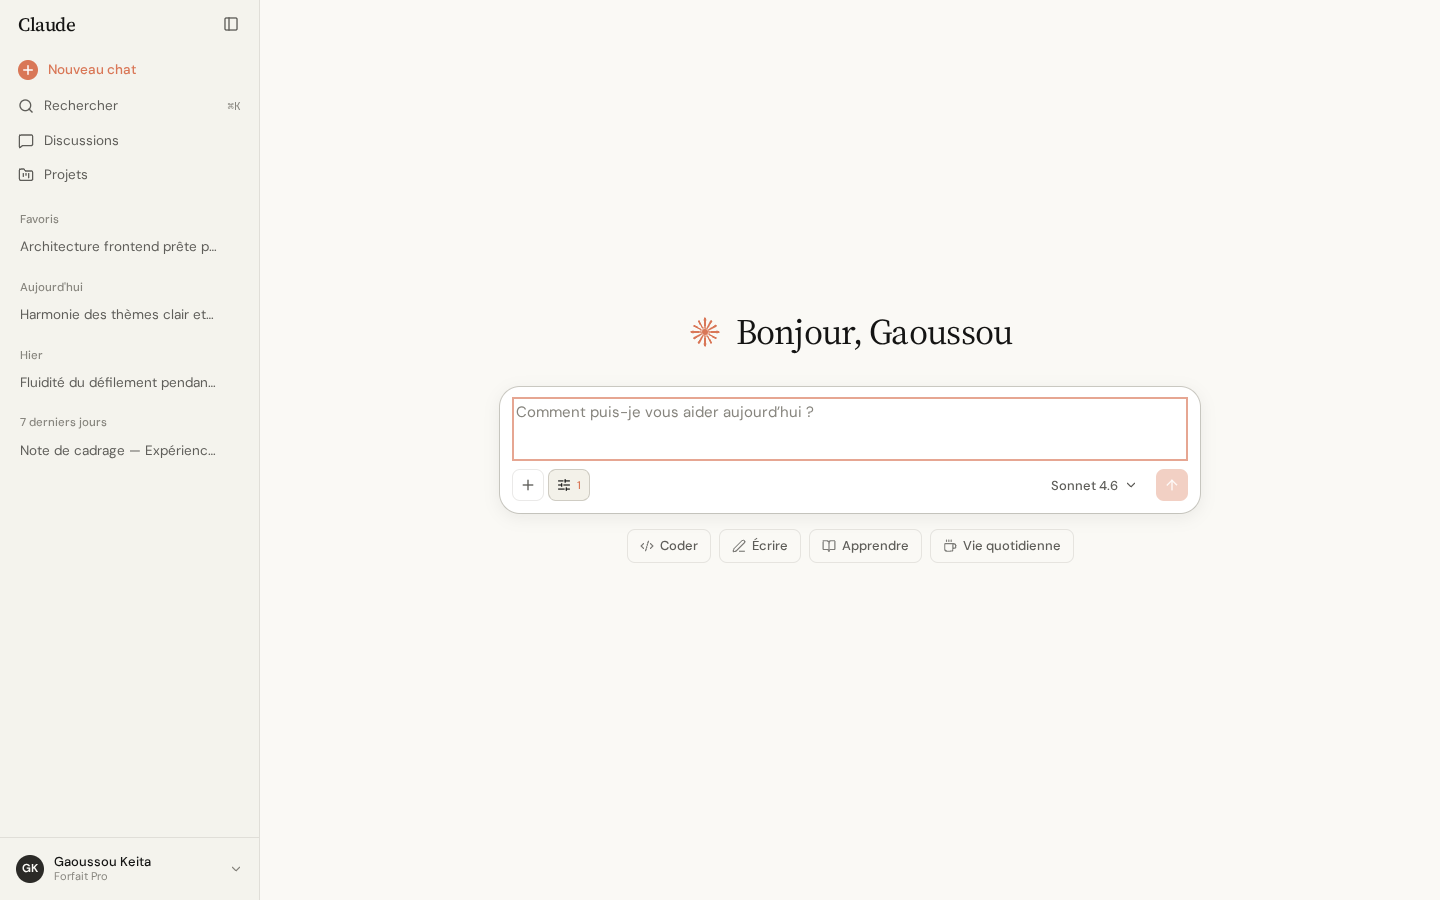 Claude
Nouveau chat
Rechercher ⌘K
Discussions
Projets
Favoris
Architecture frontend prête p...
Aujourd'hui
Harmonie des thèmes clair et...
Hier
Fluidité du défilement pendan...
7 derniers jours
Note de cadrage — Expérienc...
GK
Gaoussou Keita
Forfait Pro
Bonjour, Gaoussou
Comment puis-je vous aider aujourd’hui ?
1
Sonnet 4.6
Coder
Écrire
Apprendre
Vie quotidienne